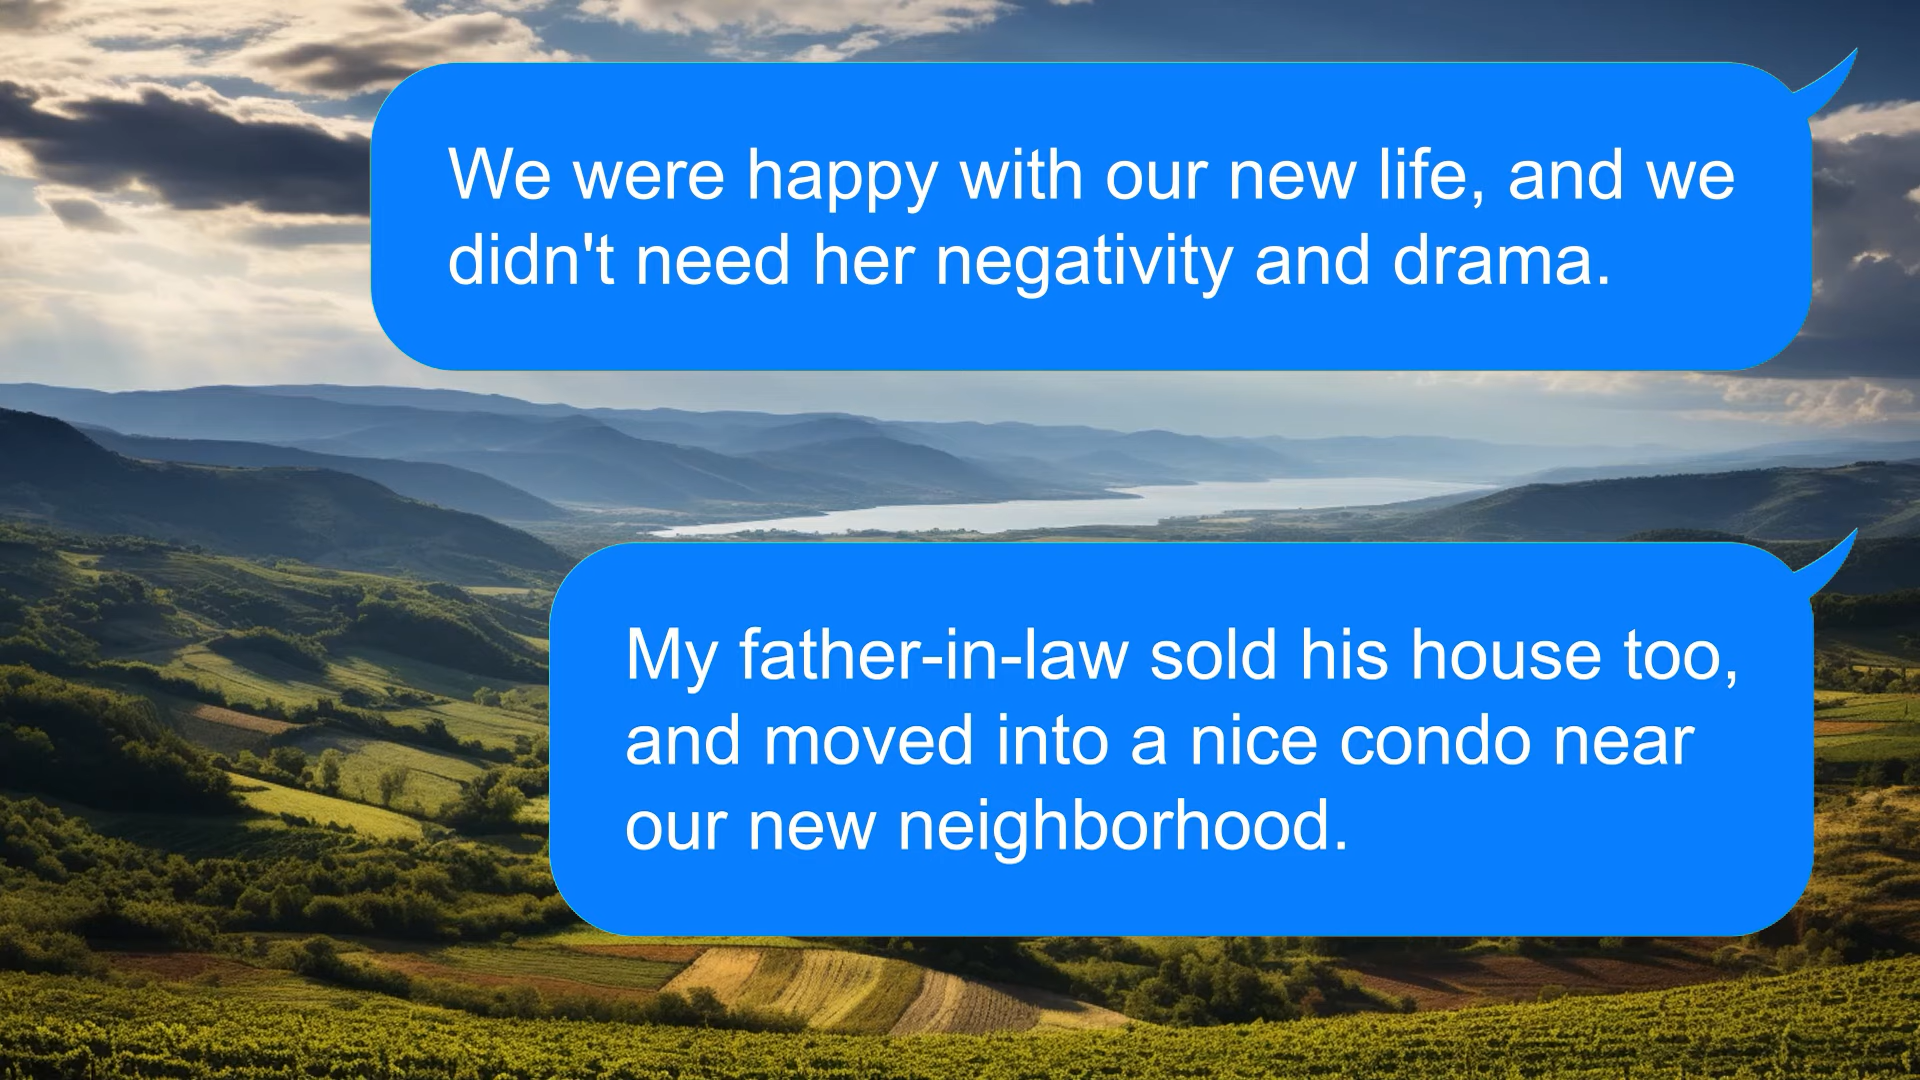 We were happy with our new life, and we
didn't need her negativity and drama.
My father-in-law sold his house too,
and moved into a nice condo near
our new neighborhood.